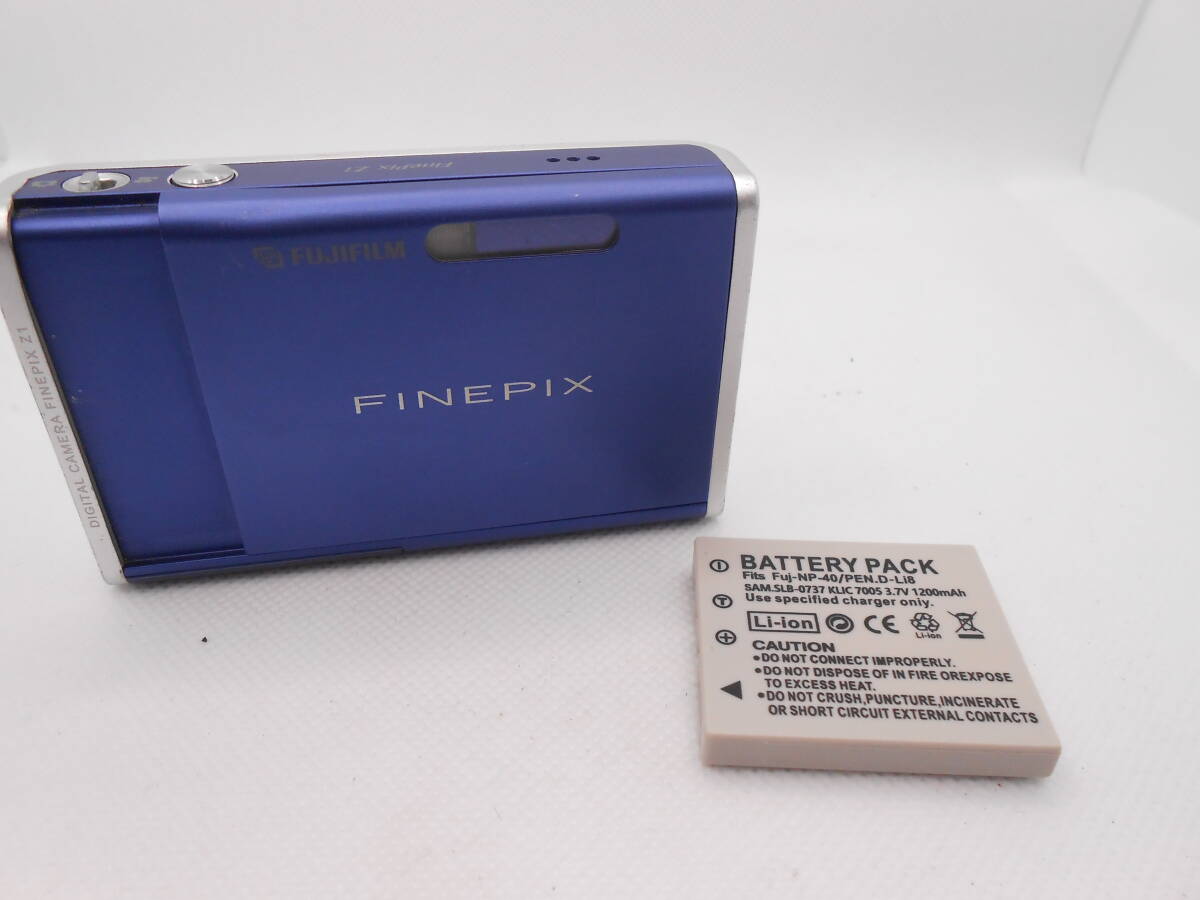 FinePix Z1
FUJIFILM
FINEPIX
DIGITAL CAMERA FINEPIX Z1
BATTERY PACK
Fits Fuj-NP-40/PEN.D-Li8
SAM.SLB-0737 KLIC 7005 3.7V 1200mAh
Use specified charger only.
Li-ion CE
Li-ion
T
CAUTION
•DO NOT CONNECT IMPROPERLY.
•DO NOT DISPOSE OF IN FIRE OREXPOSE
TO EXCESS HEAT.
•DO NOT CRUSH,PUNCTURE,INCINERATE
OR SHORT CIRCUIT EXTERNAL CONTACTS